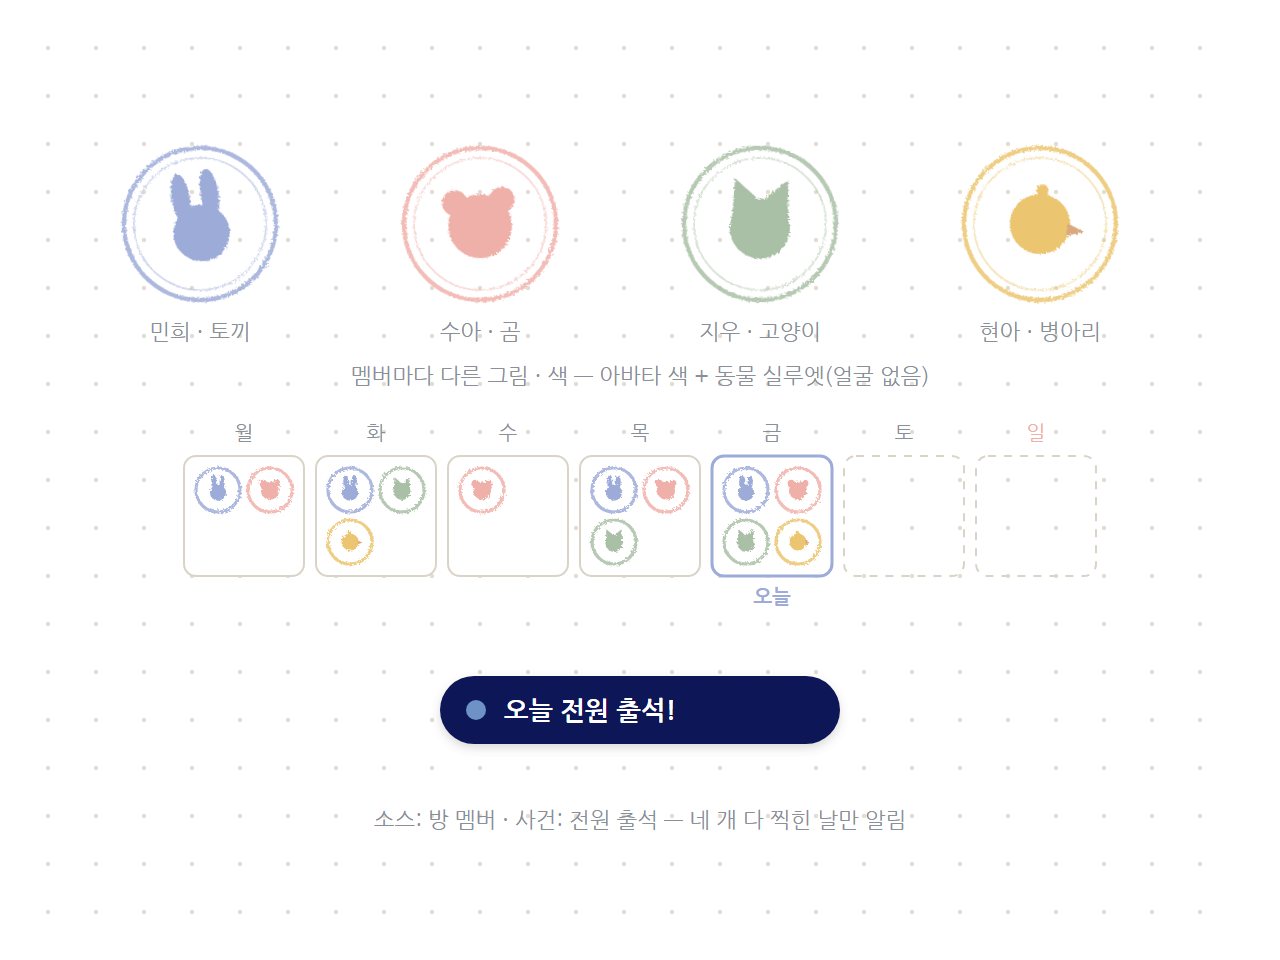 민희 · 토끼 수아 · 곰 지우 · 고양이 현아 · 병아리
멤버마다 다른 그림 · 색 — 아바타 색 + 동물 실루엣(얼굴 없음)
월 화 수 목 금 토 일
오늘
오늘 전원 출석!
소스: 방 멤버 · 사건: 전원 출석 — 네 개 다 찍힌 날만 알림